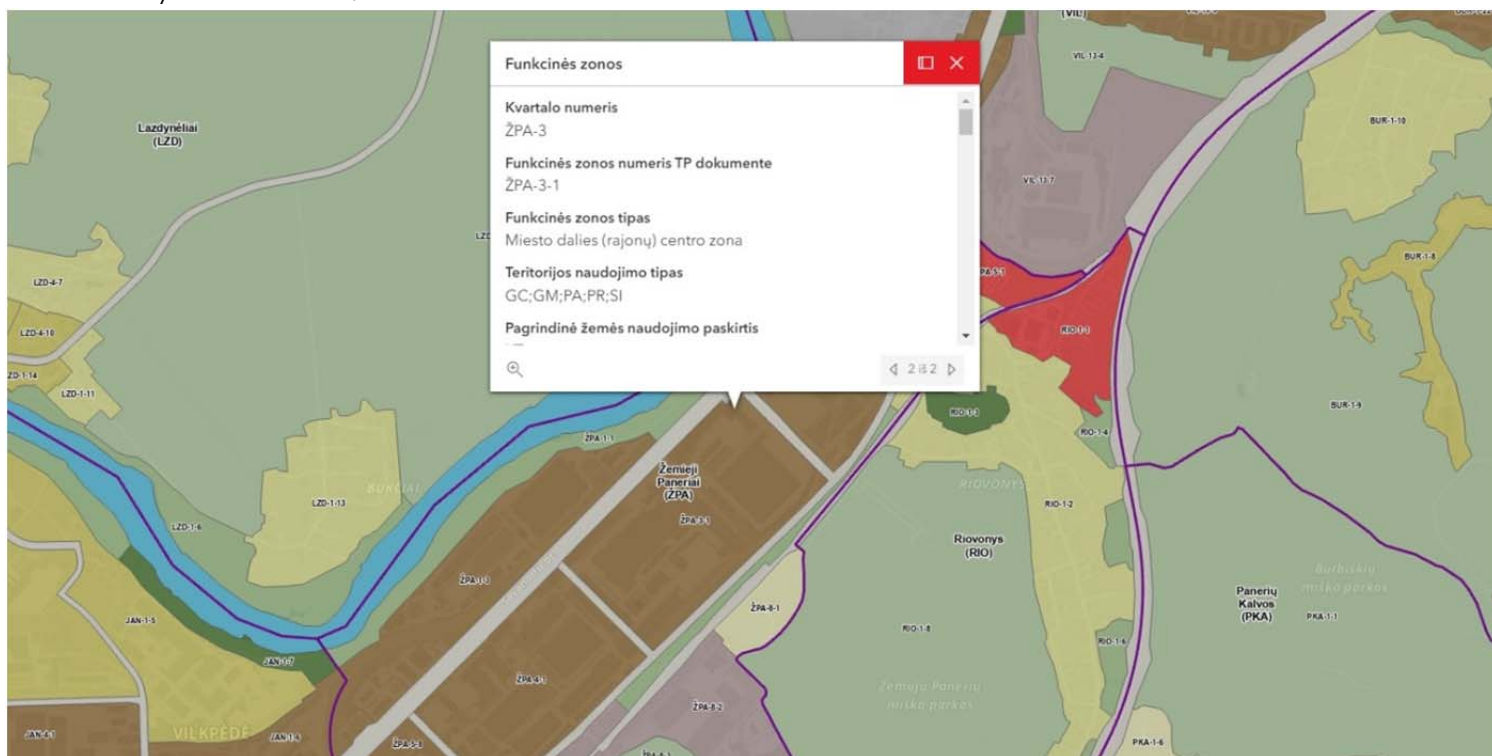 (VIL)
VIL-13-4
Funkcinės zonos
Kvartalo numeris
ŽPA-3
Funkcinės zonos numeris TP dokumente
ŽPA-3-1
Funkcinės zonos tipas
Miesto dalies (rajonų) centro zona
Teritorijos naudojimo tipas
GC;GM;PA;PR;SI
Pagrindinė žemės naudojimo paskirtis
2 iš 2
Lazdynėliai
(LZD)
BUR-1-10
VIL-13-7
BUR-1-8
LZD-4-7
LZD-4-10
RIO-1-1
LZD-1-11
RIO-1-3
BUR-1-9
RIO-1-4
ŽPA-1-1
Žemieji
Paneriai
(ŽPA)
BUKČIAI
LZD-1-13
RIOVONYS
RIO-1-2
LZD-1-6
ŽPA-3-1
Riovonys
(RIO)
Burbiškių
miško parkas
Panerių
Kalvos
(PKA)
PKA-1-1
ŽPA-8-1
JAN-1-5
RIO-1-8
RIO-1-6
JAN-1-7
ŽPA-4-1
Žemųjų Panerių
miško parkas
ŽPA-8-2
VILKPĖDĖ
JAN-4-1
JAN-1-6
PKA-1-6